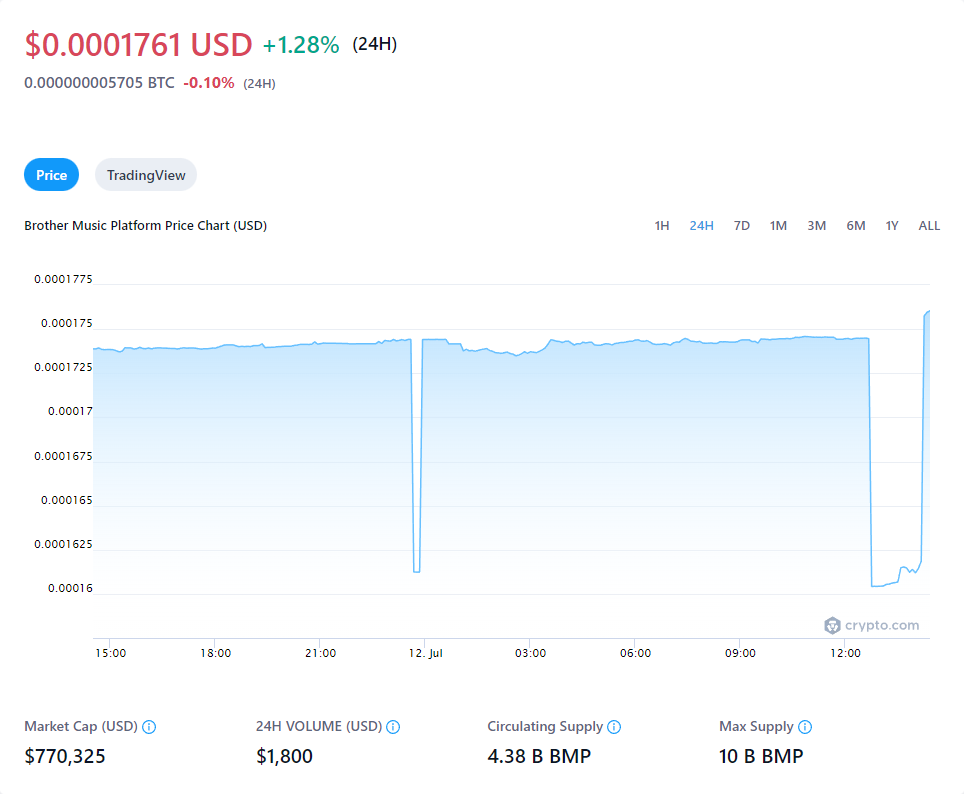 $0.0001761 USD +1.28% (24H)
0.000000005705 BTC -0.10% (24H)
Price TradingView
Brother Music Platform Price Chart (USD) 1H 24H 7D 1M 3M 6M 1Y ALL
0.0001775
0.000175
0.0001725
0.00017
0.0001675
0.000165
0.0001625
0.00016
crypto.com
15:00 18:00 21:00 12. Jul 03:00 06:00 09:00 12:00
Market Cap (USD) 24H VOLUME (USD) Circulating Supply Max Supply
$770,325 $1,800 4.38 B BMP 10 B BMP